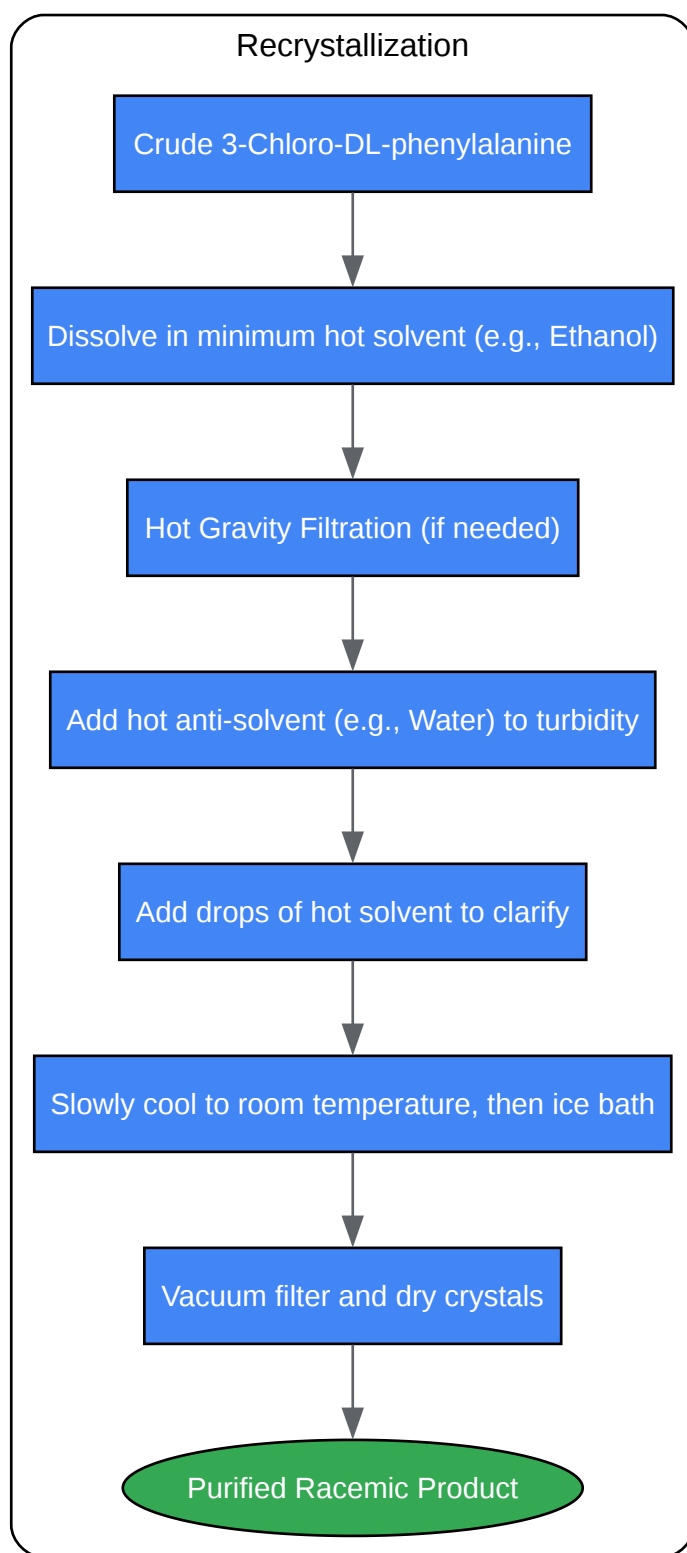 Recrystallization
Crude 3-Chloro-DL-phenylalanine
Dissolve in minimum hot solvent (e.g., Ethanol)
Hot Gravity Filtration (if needed)
Add hot anti-solvent (e.g., Water) to turbidity
Add drops of hot solvent to clarify
Slowly cool to room temperature, then ice bath
Vacuum filter and dry crystals
Purified Racemic Product